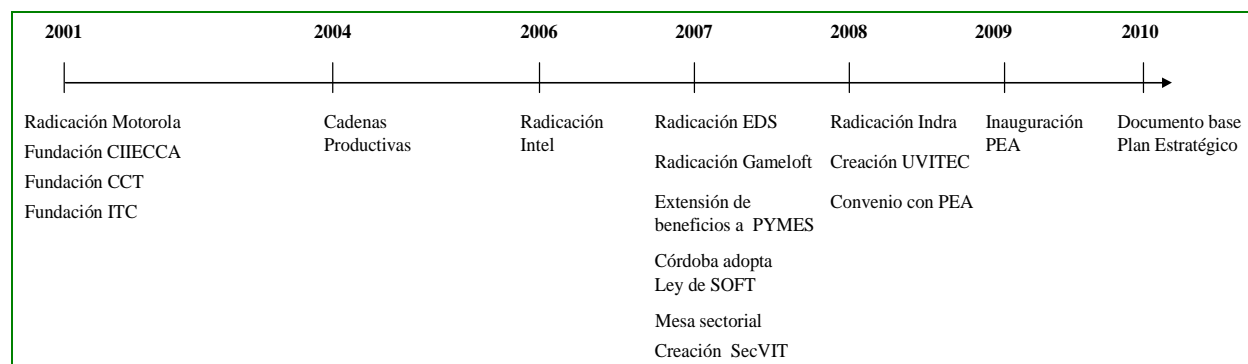 2001
2004
2006
2007
2008
2009
2010
Radicación Motorola
Fundación CIIECCA
Fundación CCT
Fundación ITC
Cadenas
Productivas
Radicación
Intel
Radicación EDS
Radicación Gameloft
Extensión de
beneficios a PYMES
Córdoba adopta
Ley de SOFT
Mesa sectorial
Creación SecVIT
Radicación Indra
Creación UVITEC
Convenio con PEA
Inauguración
PEA
Documento base
Plan Estratégico